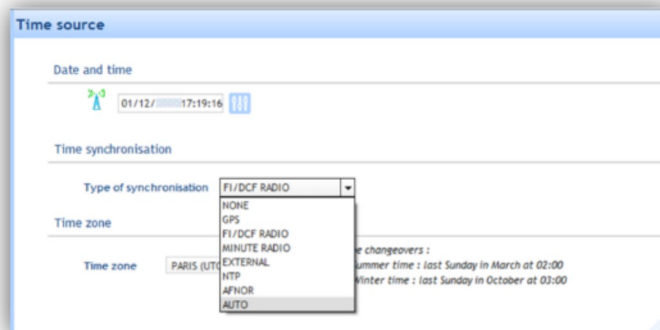 Time source
Date and time
01/12/ 17:19:16
Time synchronisation
Type of synchronisation FI/DCF RADIO
NONE
GPS
FI/DCF RADIO
MINUTE RADIO
EXTERNAL
NTP
AFNOR
AUTO
Time zone
Time zone PARIS (UTC
e changeovers :
ummer time : last Sunday in March at 02:00
Winter time : last Sunday in October at 03:00